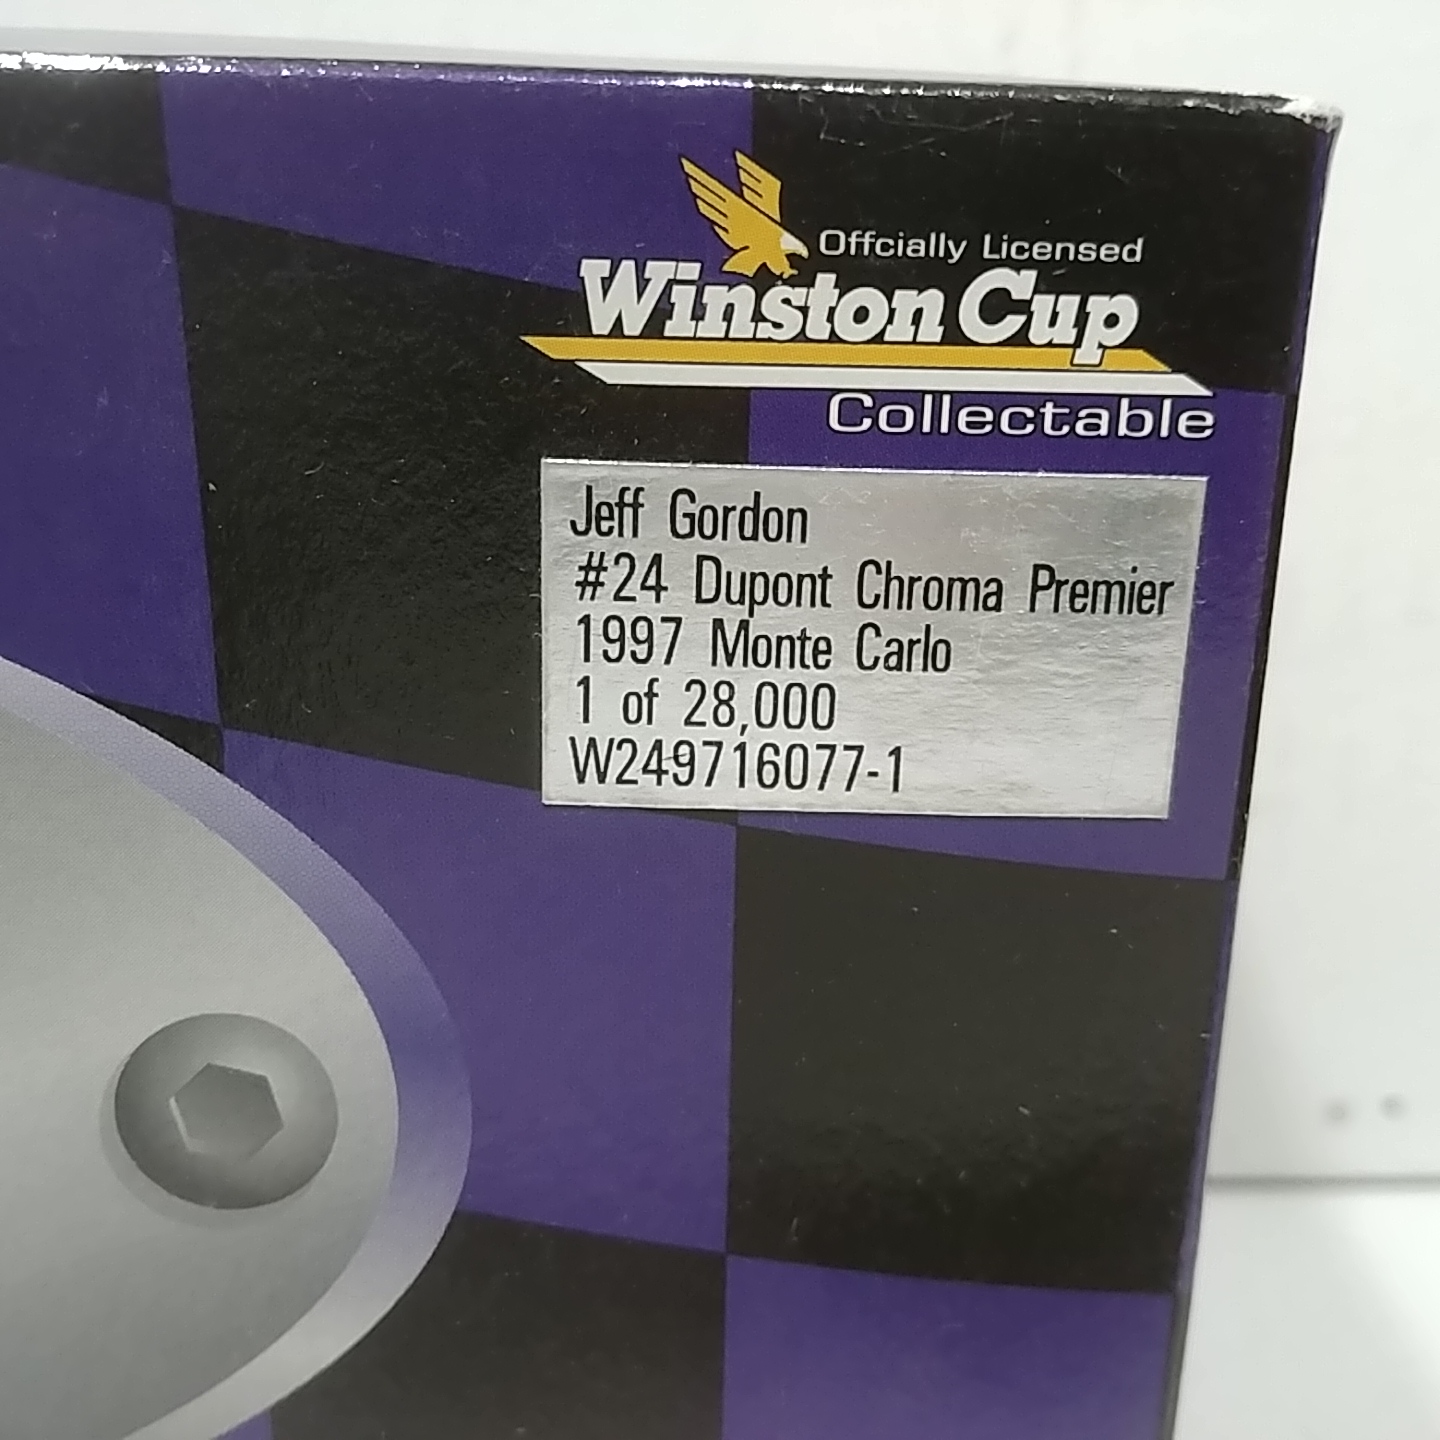 Offcially Licensed
Winston Cup
Collectable
Jeff Gordon
#24 Dupont Chroma Premier
1997 Monte Carlo
1 of 28,000
W249716077-1